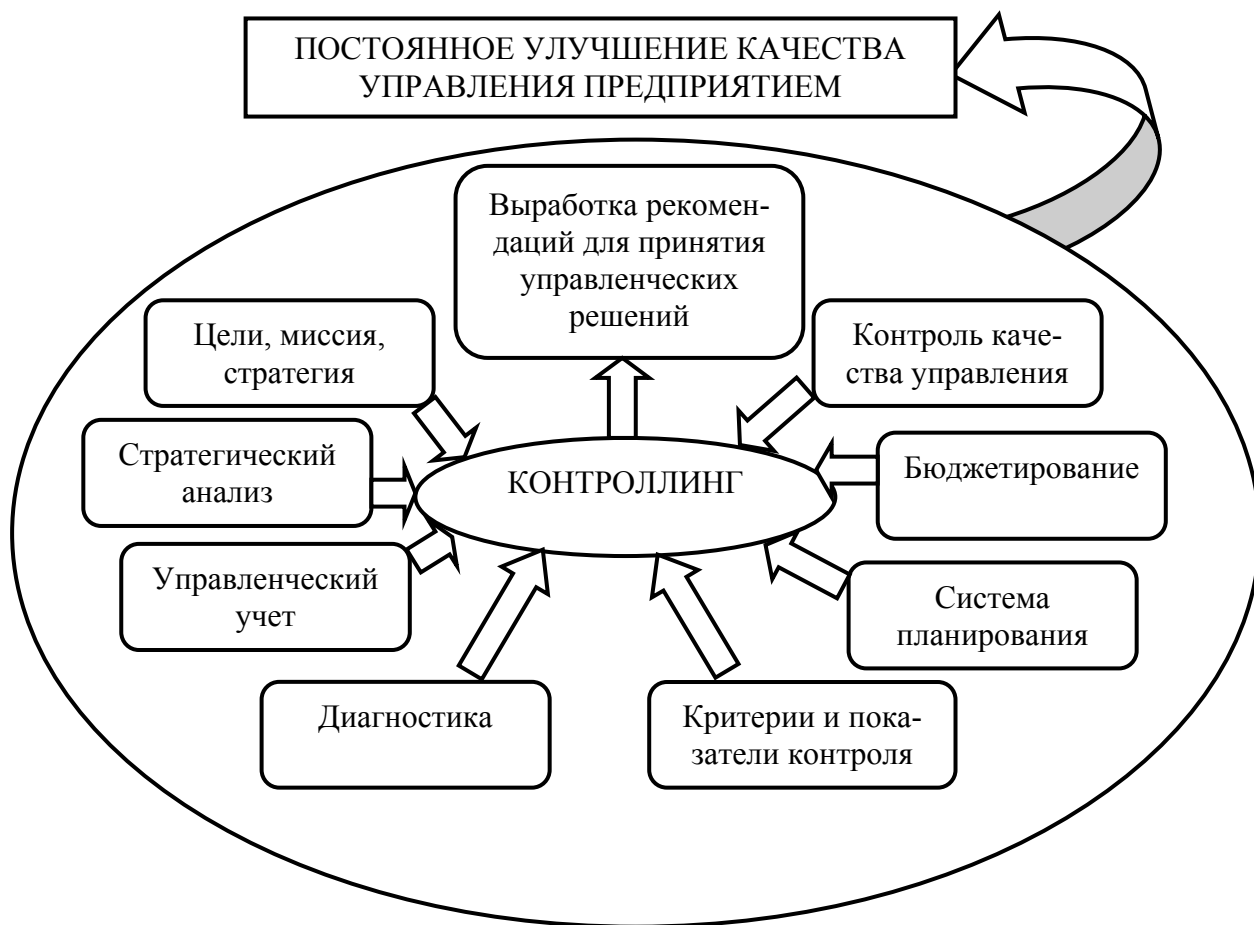 ПОСТОЯННОЕ УЛУЧШЕНИЕ КАЧЕСТВА
УПРАВЛЕНИЯ ПРЕДПРИЯТИЕМ
Выработка рекомен-
даций для принятия
управленческих
решений
Цели, миссия,
стратегия
Контроль каче-
ства управления
Стратегический
анализ
КОНТРОЛЛИНГ
Бюджетирование
Управленческий
учет
Система
планирования
Диагностика
Критерии и пока-
затели контроля